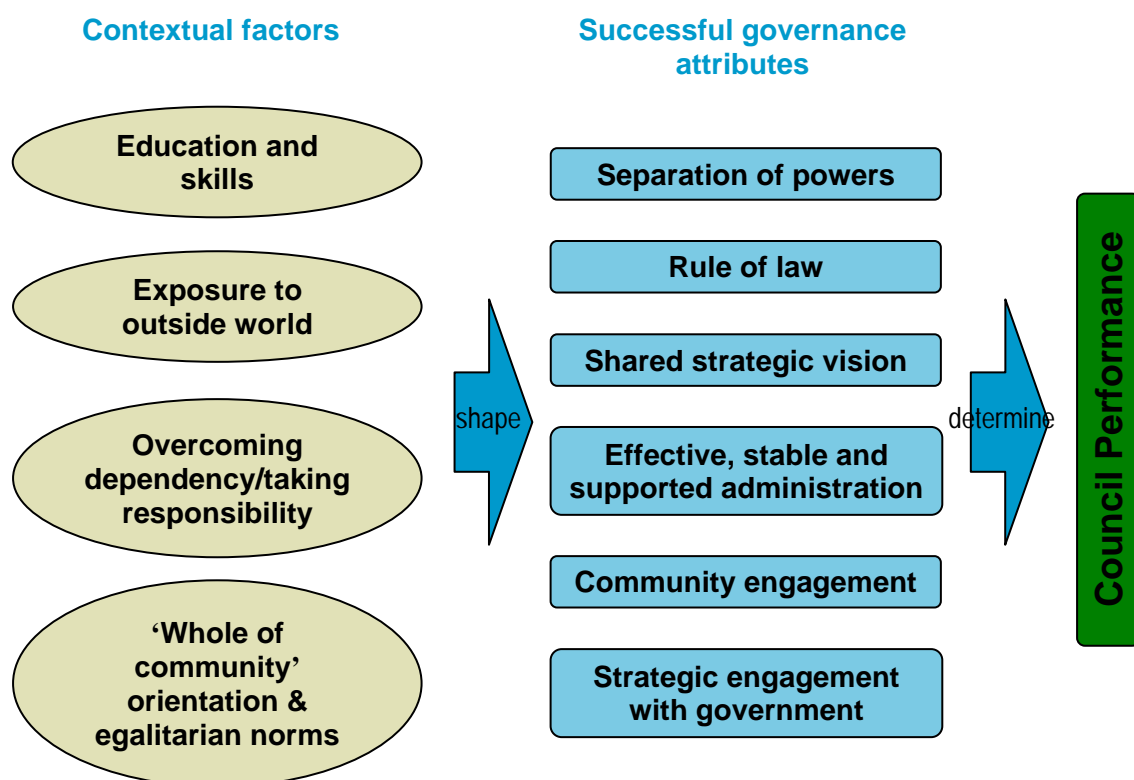 Contextual factors
Successful governance
attributes
Education and
skills
Exposure to
outside world
Overcoming
dependency/taking
responsibility
‘Whole of
community’
orientation &
egalitarian norms
shape
Separation of powers
Rule of law
Shared strategic vision
Effective, stable and
supported administration
Community engagement
Strategic engagement
with government
determine
Council Performance